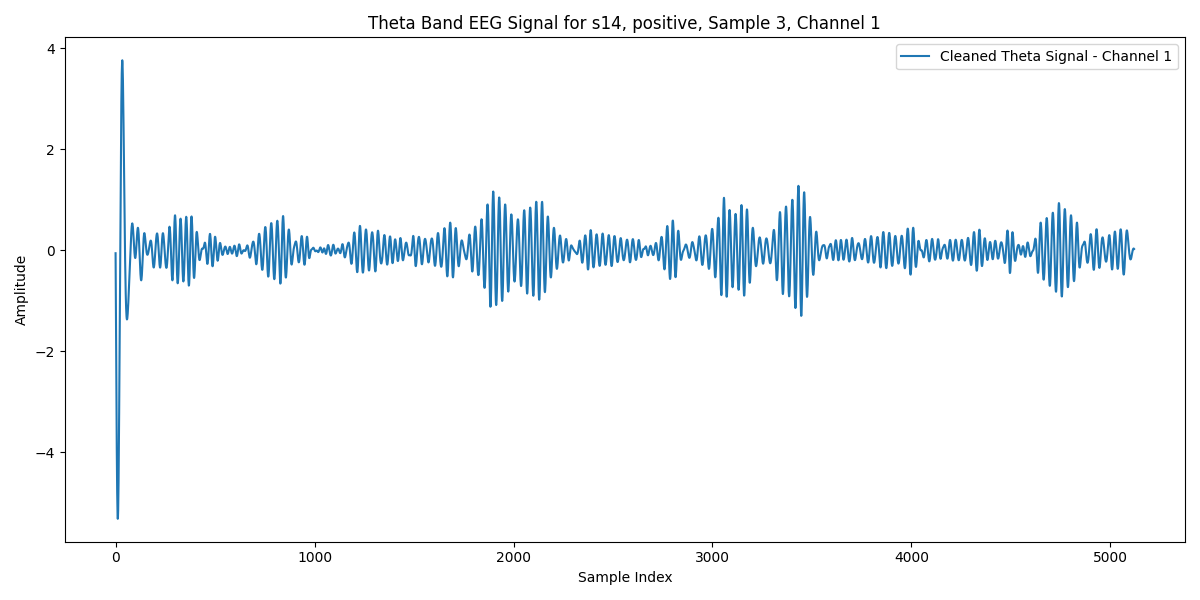 Theta Band EEG Signal for s14, positive, Sample 3, Channel 1
Cleaned Theta Signal - Channel 1
4
2
0
−2
−4
Amplitude
0 1000 2000 3000 4000 5000
Sample Index